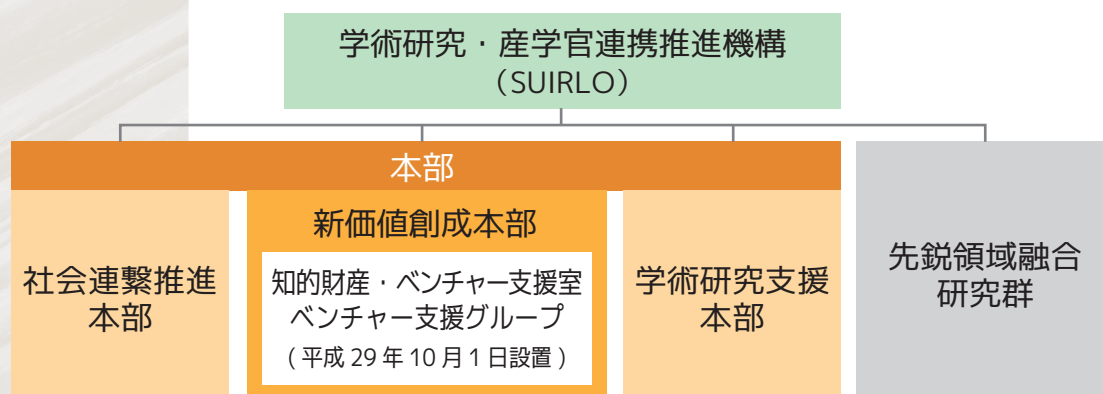 学術研究・産学官連携推進機構
（SUIRLO）
本部
社会連繋推進
本部
新価値創成本部
知的財産・ベンチャー支援室
ベンチャー支援グループ
( 平成 29 年 10 月 1 日設置 )
学術研究支援
本部
先鋭領域融合
研究群